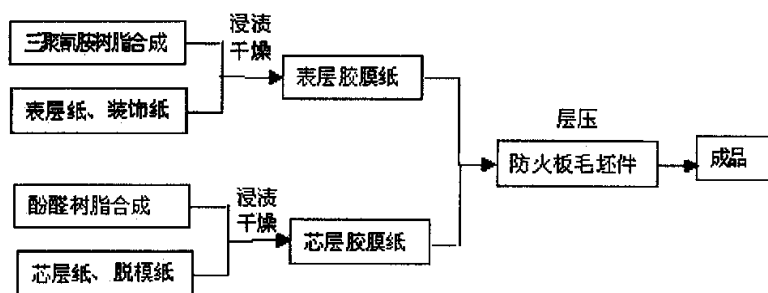 三聚氰胺树脂合成
浸渍
干燥
表层纸、装饰纸
表层胶膜纸
层压
防火板毛坯件
成品
酚醛树脂合成
浸渍
干燥
芯层纸、脱模纸
芯层胶膜纸